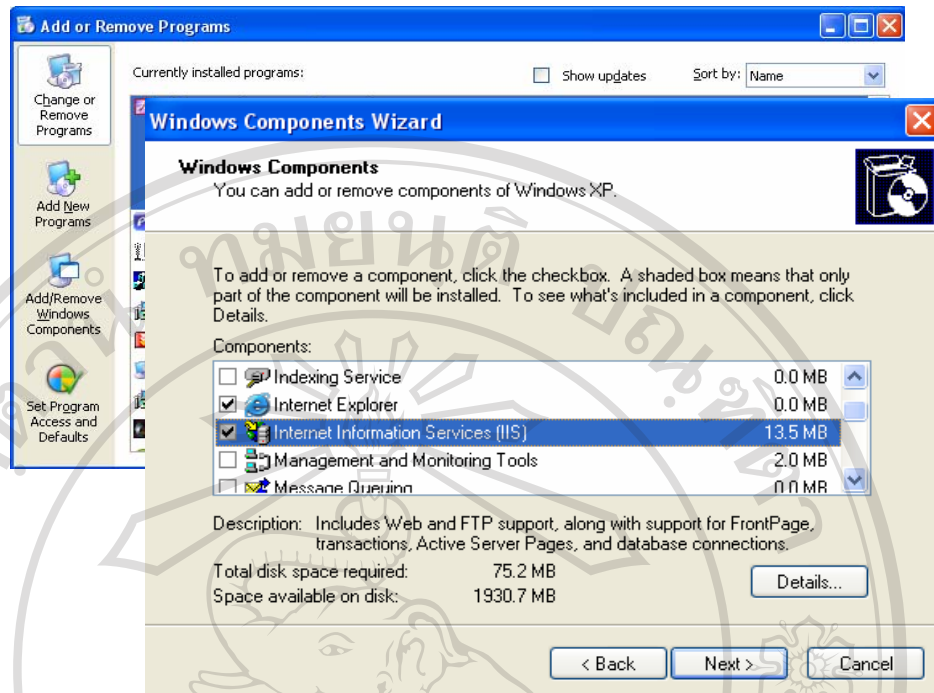 Add or Remove Programs
Currently installed programs:
Show updates
Sort by: Name
Change or
Remove
Programs
Add New
Programs
Add/Remove
Windows
Components
Set Program
Access and
Defaults
Windows Components Wizard
Windows Components
You can add or remove components of Windows XP.
To add or remove a component, click the checkbox. A shaded box means that only
part of the component will be installed. To see what's included in a component, click
Details.
Components:
Indexing Service 0.0 MB
Internet Explorer 0.0 MB
Internet Information Services (IIS) 13.5 MB
Management and Monitoring Tools 2.0 MB
Message Queuing 0.0 MB
Description: Includes Web and FTP support, along with support for FrontPage,
transactions, Active Server Pages, and database connections.
Total disk space required: 75.2 MB
Space available on disk: 1930.7 MB
Details...
< Back
Next >
Cancel